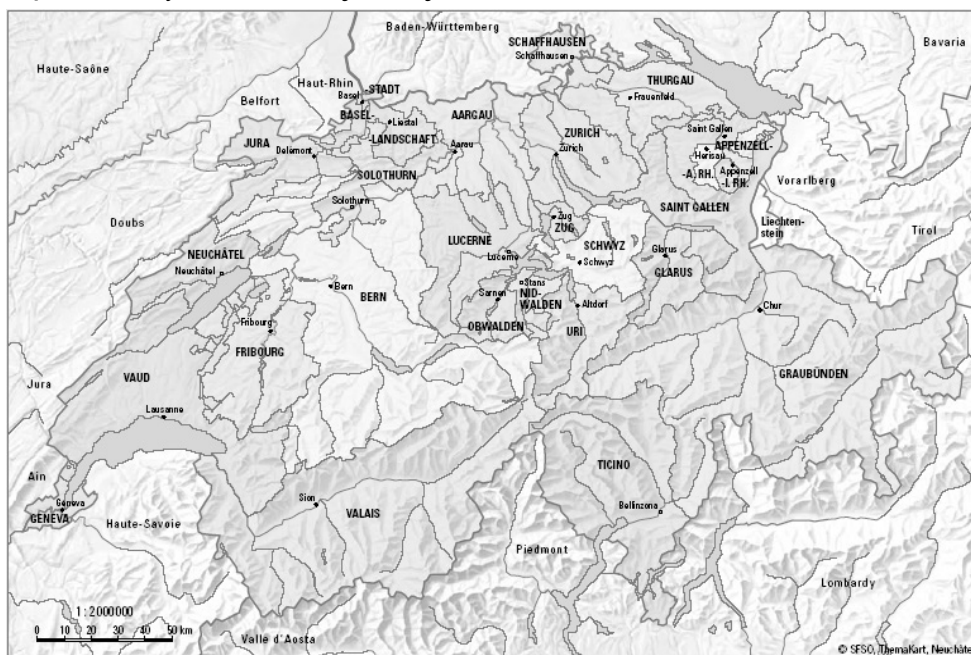 Baden-Württemberg
Bavaria
SCHAFFHAUSEN
Schaffhausen
Haute-Saône
Haut-Rhin
-STADT
THURGAU
Basel
Frauenfeld
Belfort
BASEL-
AARGAU
Liestal
-LANDSCHAFT
ZURICH
Saint Gallen
JURA
APPENZELL-
Delémont
Aarau
Zurich
Herisau
Appenzell
-A. RH.
-I. RH.
SOLOTHURN
Vorarlberg
Solothurn
SAINT GALLEN
Doubs
Zug
ZUG
Liechten-
stein
Tirol
NEUCHÂTEL
LUCERNE
SCHWYZ
Lucerne
Glarus
Neuchâtel
Schwyz
GLARUS
Bern
BERN
Stans
Sarnen
NID-
WALDEN
Altdorf
Chur
Fribourg
OBWALDEN
URI
FRIBOURG
GRAUBÜNDEN
VAUD
Jura
Lausanne
TICINO
Ain
Sion
Geneva
VALAIS
Bellinzona
GENEVA
Haute-Savoie
Piedmont
Lombardy
1:2000000
0 10 20 30 40 50 km
Valle d'Aosta
© SFSO, ThemaKart, Neuchâte